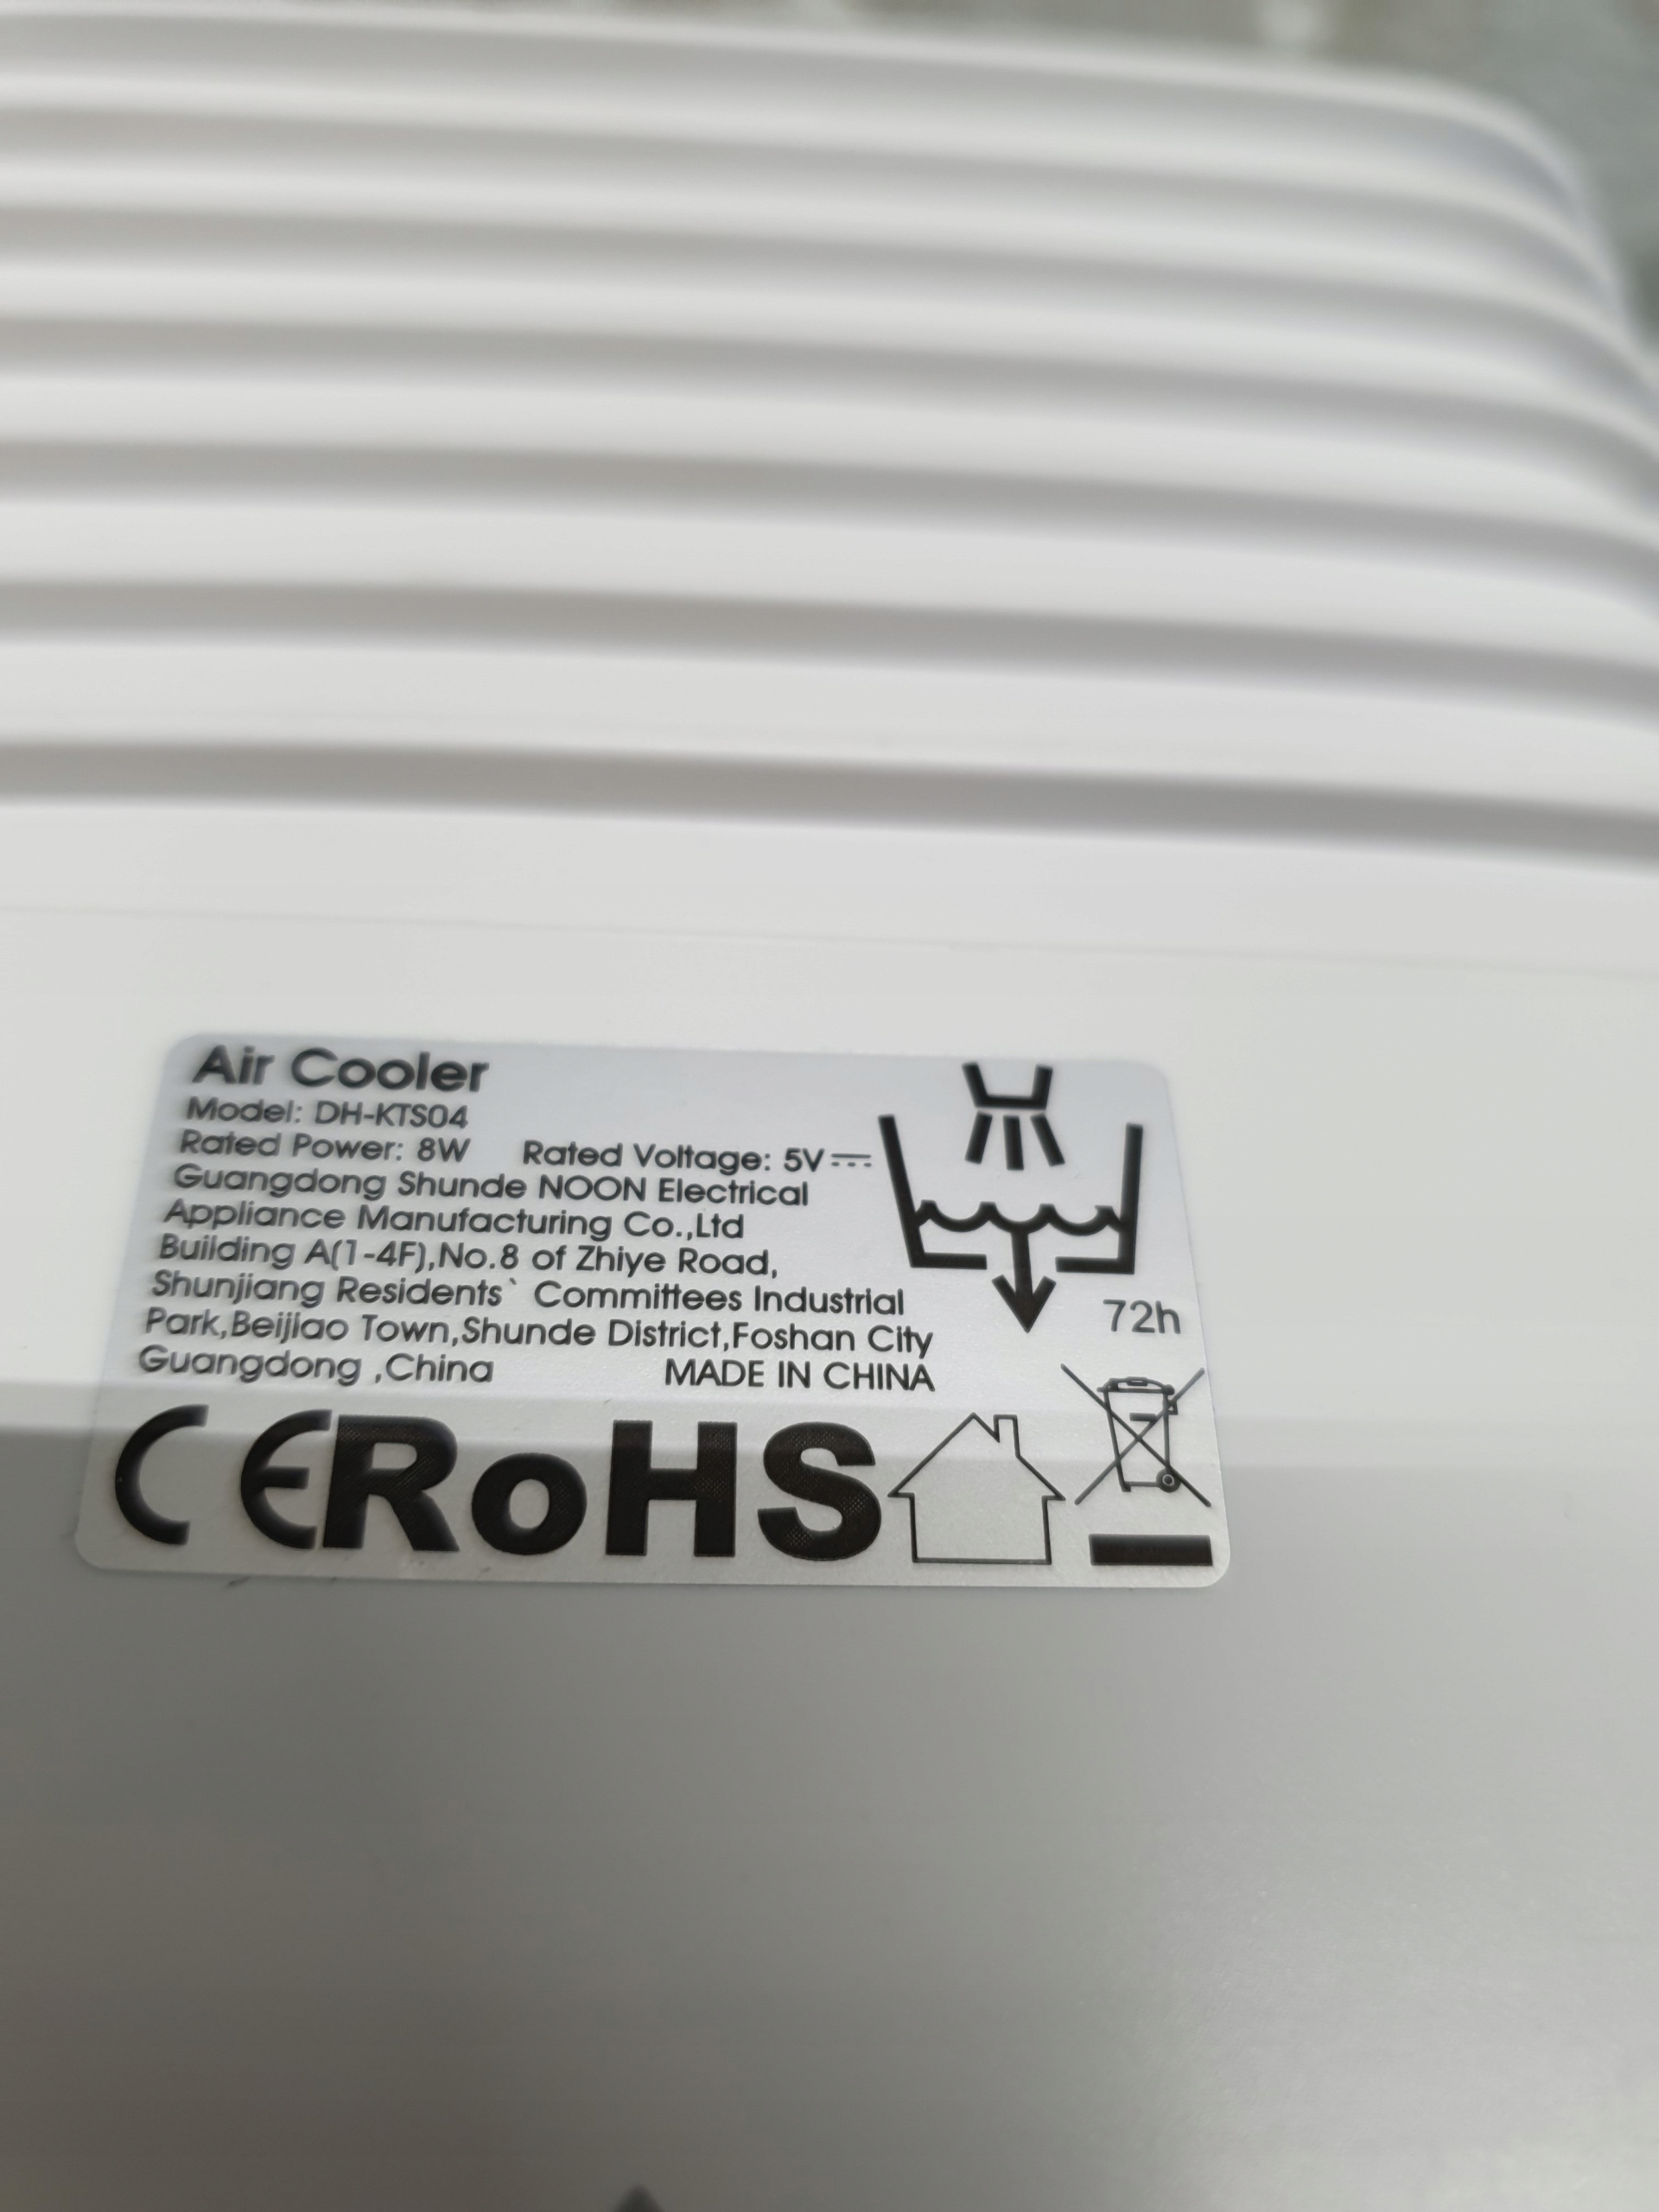 Air Cooler
Model: DH-KTS04
Rated Power: 8W Rated Voltage: 5V⎓
Guangdong Shunde NOON Electrical
Appliance Manufacturing Co.,Ltd
Building A(1-4F),No.8 of Zhiye Road,
Shunjiang Residents` Committees Industrial
Park,Beijiao Town,Shunde District,Foshan City
Guangdong ,China MADE IN CHINA
72h
CE RoHS